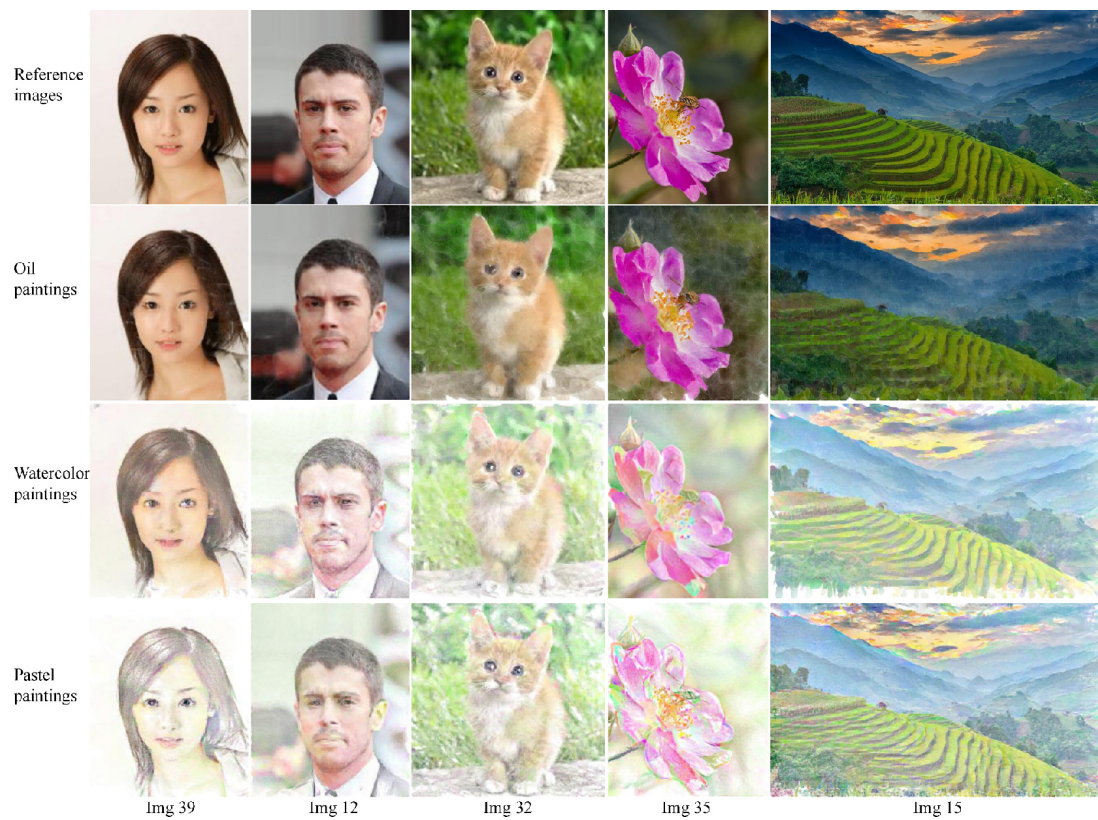 Reference
images
Oil
paintings
Watercolor
paintings
Pastel
paintings
Img 39
Img 12
Img 32
Img 35
Img 15